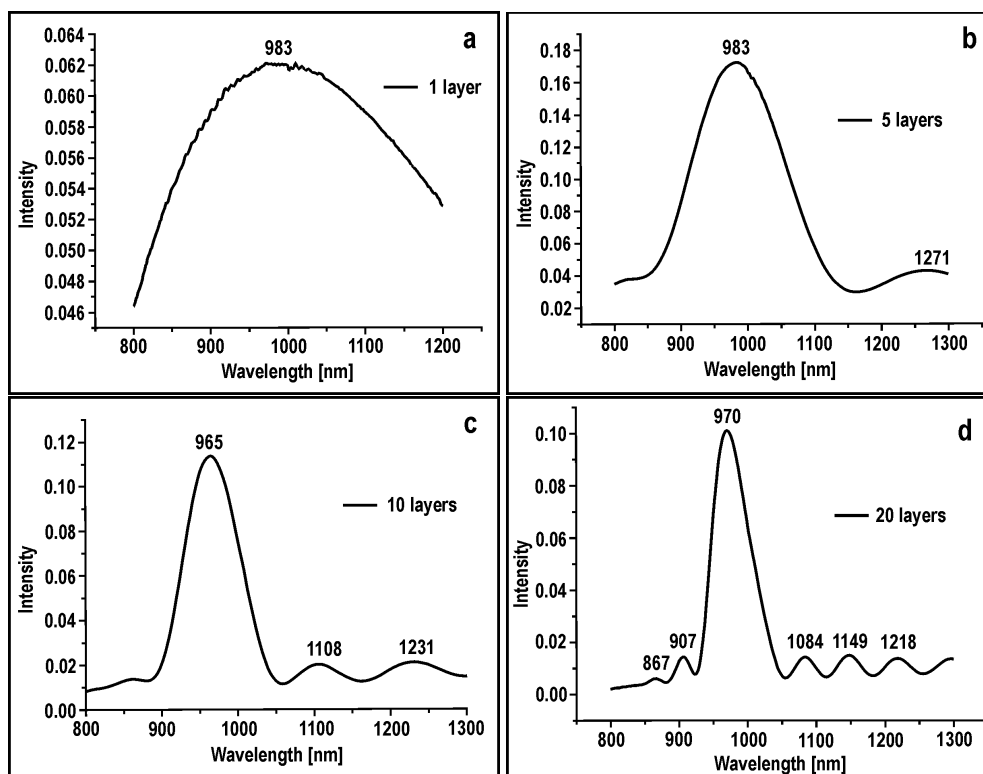 a
983
1 layer
0.064
0.062
0.060
0.058
0.056
0.054
0.052
0.050
0.048
0.046
Intensity
800 900 1000 1100 1200
Wavelength [nm]
b
983
5 layers
1271
0.18
0.16
0.14
0.12
0.10
0.08
0.06
0.04
0.02
Intensity
800 900 1000 1100 1200 1300
Wavelength [nm]
c
965
10 layers
1108
1231
0.12
0.10
0.08
0.06
0.04
0.02
0.00
Intensity
800 900 1000 1100 1200 1300
Wavelength [nm]
d
970
20 layers
867
907
1084
1149
1218
0.10
0.08
0.06
0.04
0.02
0.00
Intensity
800 900 1000 1100 1200 1300
Wavelength [nm]